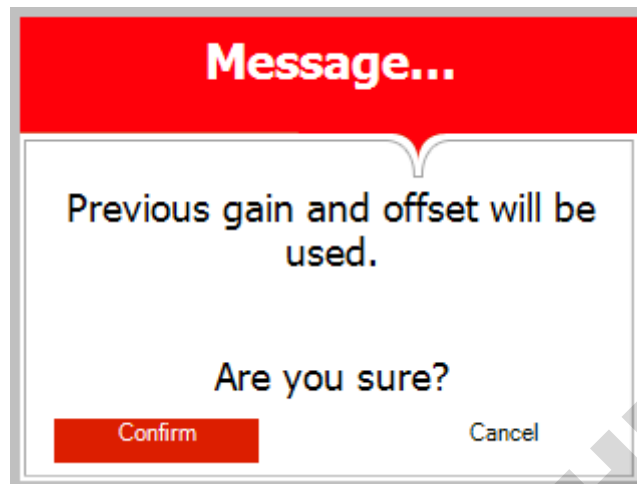 Message...
Previous gain and offset will be
used.
Are you sure?
Confirm
Cancel